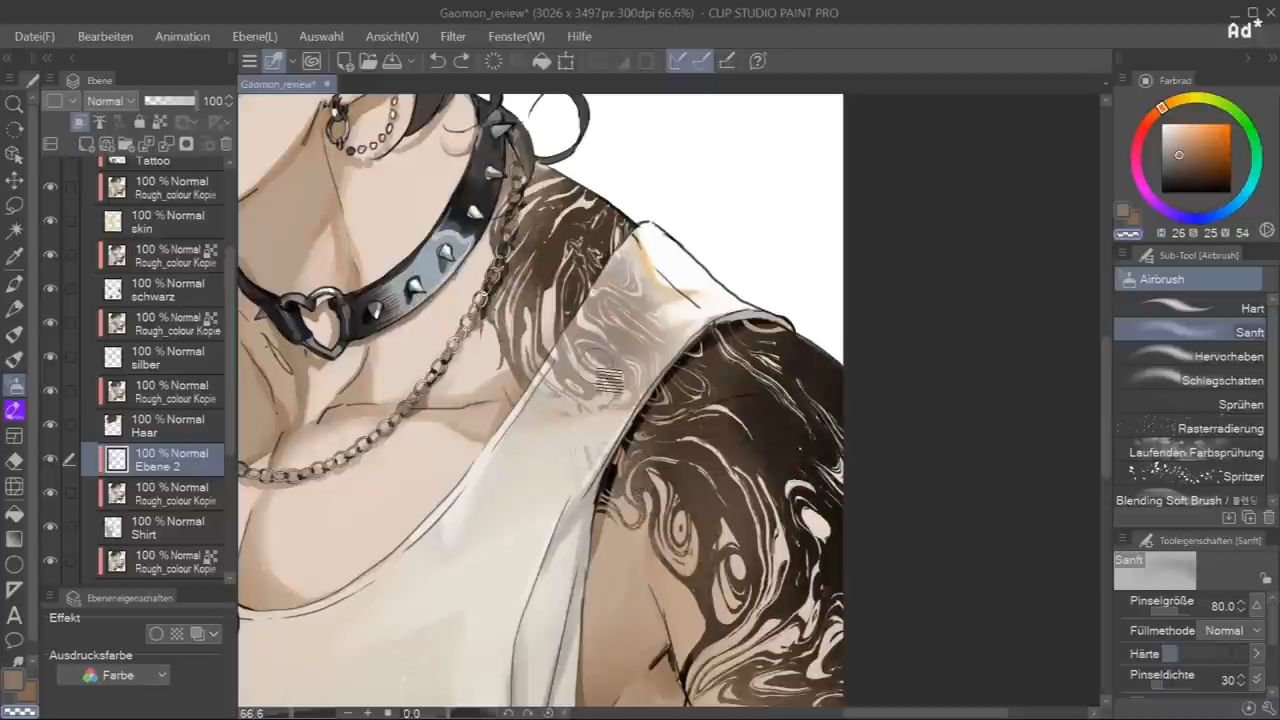 Gaomon_review* (3026 x 3497px 300dpi 66.6%) - CLIP STUDIO PAINT PRO
Ad*
Datei(F) Bearbeiten Animation Ebene(L) Auswahl Ansicht(V) Filter Fenster(W) Hilfe
Ebene
Gaomon_review*
Farbrad
Normal 100
Tattoo
100 % Normal
Rough_colour Kopie
100 % Normal
skin
100 % Normal
Rough_colour Kopie
100 % Normal
schwarz
100 % Normal
Rough_colour Kopie
100 % Normal
silber
100 % Normal
Rough_colour Kopie
100 % Normal
Haar
100 % Normal
Ebene 2
100 % Normal
Rough_colour Kopie
100 % Normal
Shirt
100 % Normal
Rough_colour Kopie
Ebeneneigenschaften
Effekt
Ausdrucksfarbe
Farbe
66.6 0.0
H 26 S 25 V 54
Sub-Tool [Airbrush]
Airbrush
Hart
Sanft
Hervorheben
Schlagschatten
Sprühen
Rasterradierung
Laufenden Farbsprühung
Spritzer
Blending Soft Brush /
Tooleigenschaften [Sanft]
Sanft
Pinselgröße 80.0
Füllmethode Normal
Härte
Pinseldichte 30